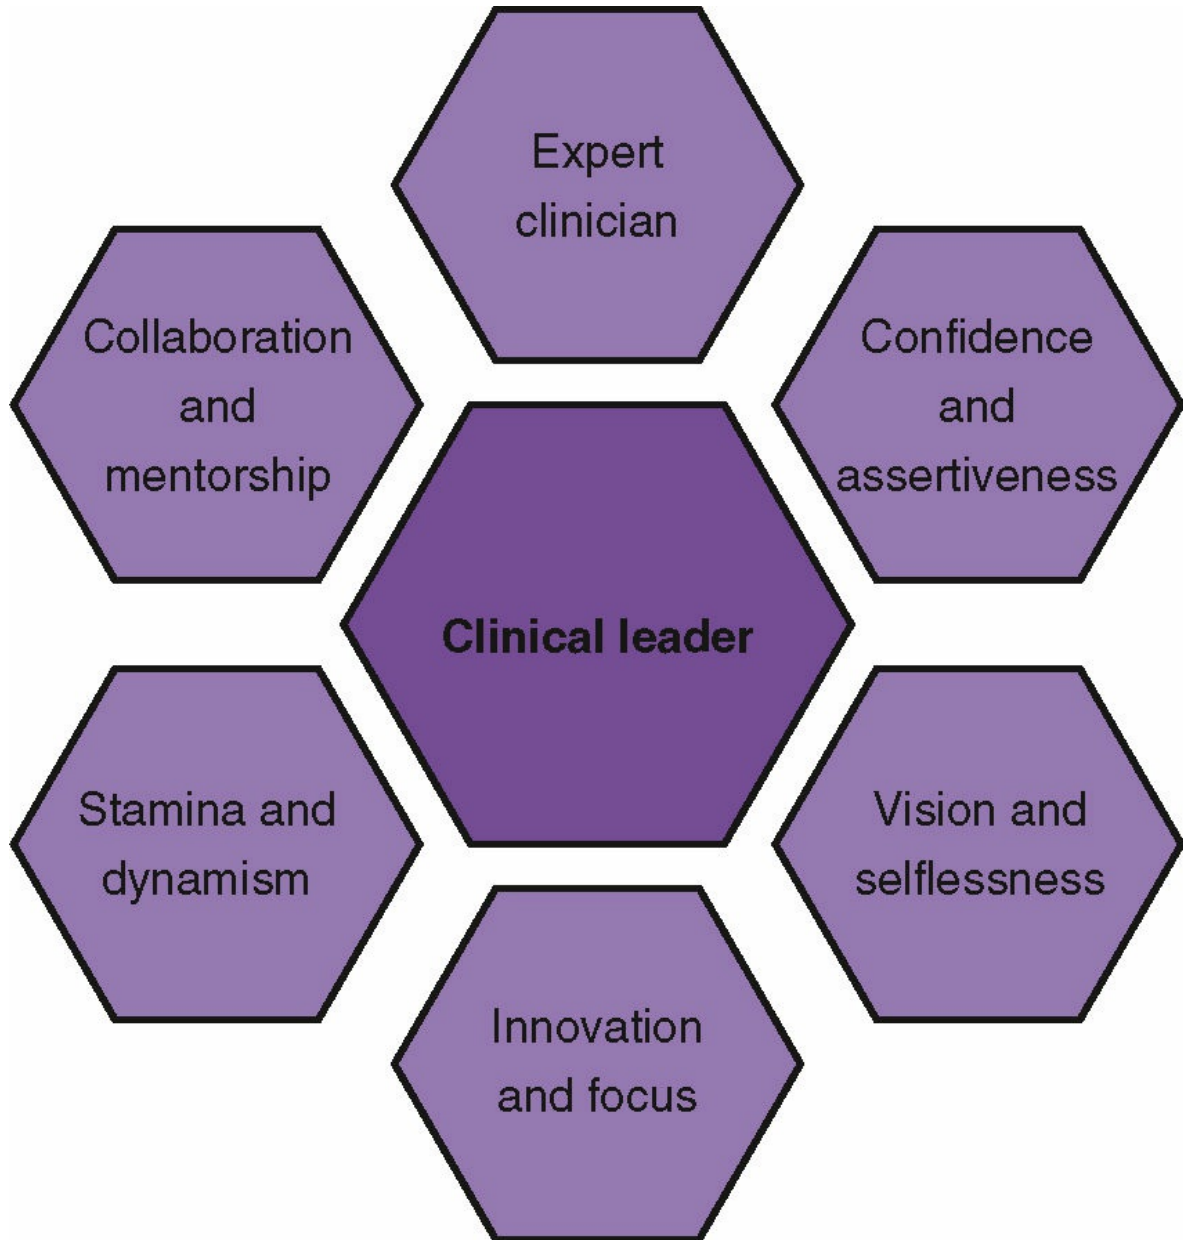 Expert
clinician
Collaboration
and
mentorship
Confidence
and
assertiveness
Clinical leader
Stamina and
dynamism
Vision and
selflessness
Innovation
and focus